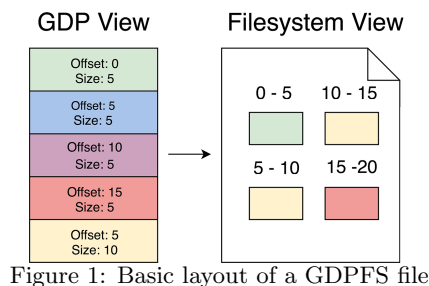 GDP View
Filesystem View
Offset: 0
Size: 5
Offset: 5
Size: 5
Offset: 10
Size: 5
Offset: 15
Size: 5
Offset: 5
Size: 10
0 - 5 10 - 15
5 - 10 15 -20
Figure 1: Basic layout of a GDPFS file